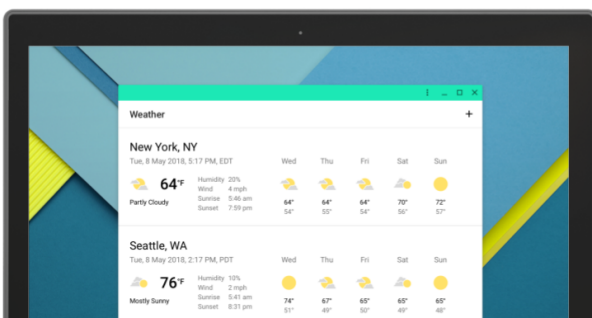 Weather +
New York, NY
Tue, 8 May 2018, 5:17 PM, EDT Wed Thu Fri Sat Sun
64°F Humidity 20%
Wind 4 mph
Sunrise 5:46 am
Partly Cloudy Sunset 7:59 pm 64° 64° 64° 70° 72°
54° 55° 54° 56° 57°
Seattle, WA
Tue, 8 May 2018, 2:17 PM, PDT Wed Thu Fri Sat Sun
76°F Humidity 10%
Wind 2 mph
Sunrise 5:41 am
Mostly Sunny Sunset 8:31 pm 74° 67° 65° 65° 65°
51° 49° 50° 49° 48°